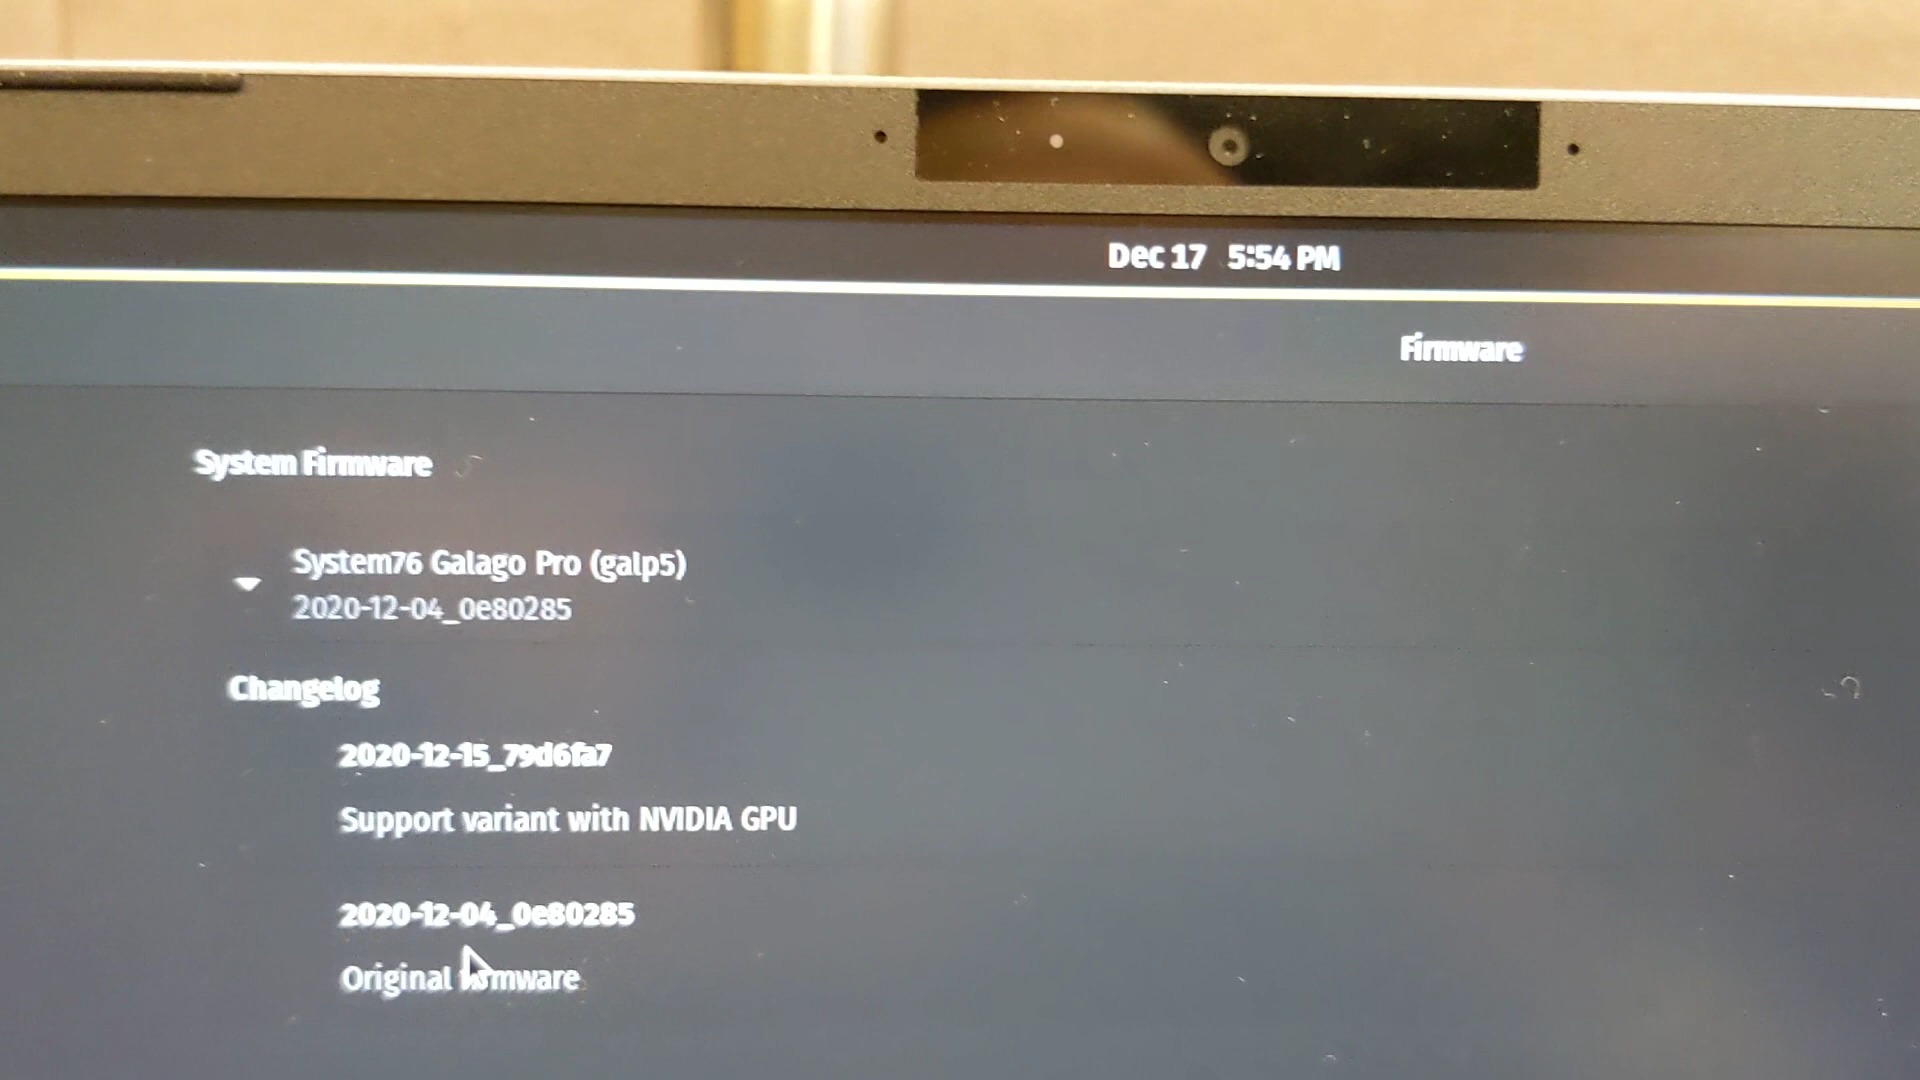 Dec 17 5:54 PM
Firmware
System Firmware
System76 Galago Pro (galp5)
2020-12-04_0e80285
Changelog
2020-12-15_79d6fa7
Support variant with NVIDIA GPU
2020-12-04_0e80285
Original firmware